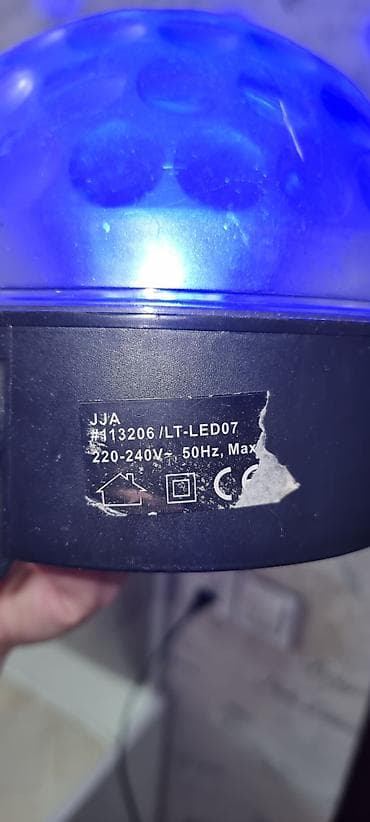 JJA
#113206/LT-LED07
220-240V~ 50Hz, Max
CE